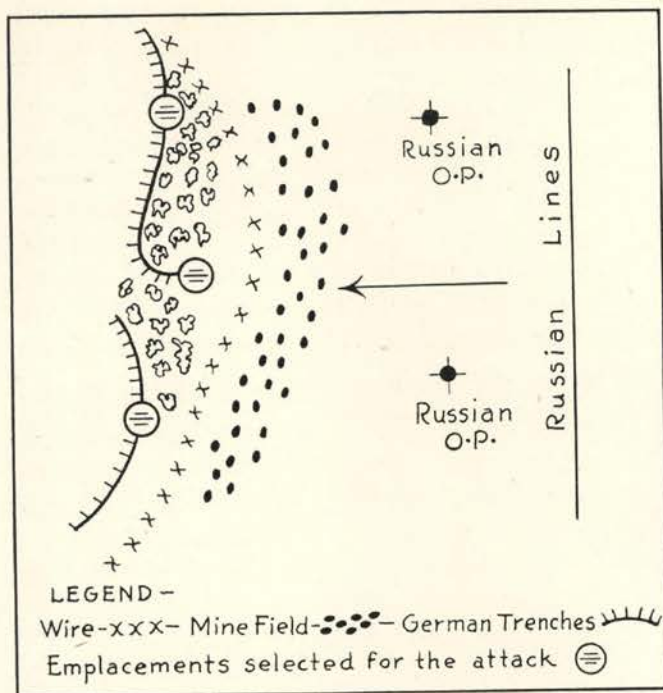 Russian
O.P.
Russian Lines
Russian
O.P.
LEGEND –
Wire-xxx– Mine Field- – German Trenches
Emplacements selected for the attack